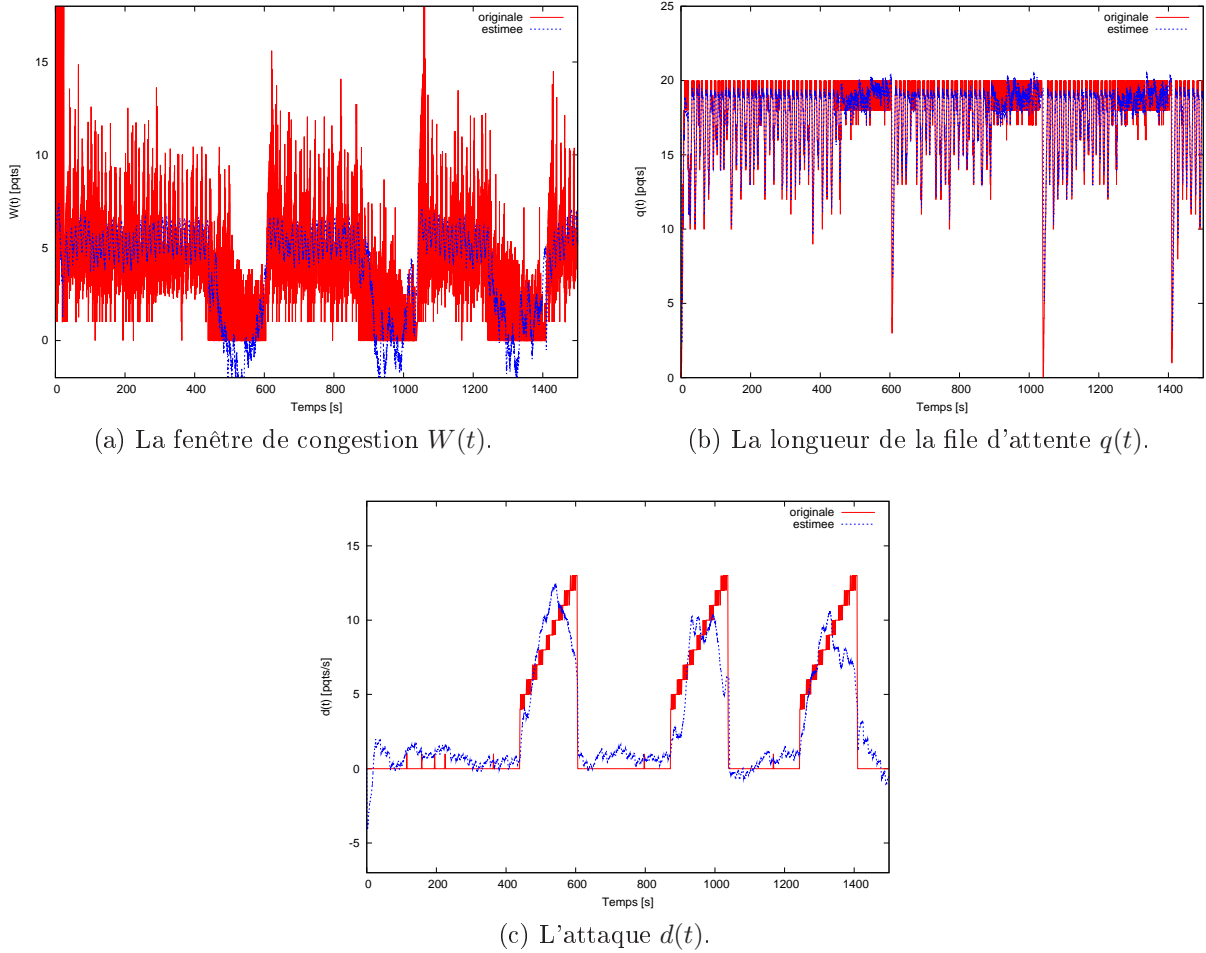 originale
estimee
15
10
5
0
W(t) [pqts]
0 200 400 600 800 1000 1200 1400
Temps [s]
(a) La fenêtre de congestion W(t).
originale
estimee
25
20
15
10
5
0
q(t) [pqts]
0 200 400 600 800 1000 1200 1400
Temps [s]
(b) La longueur de la file d'attente q(t).
originale
estimee
15
10
5
0
-5
d(t) [pqts/s]
0 200 400 600 800 1000 1200 1400
Temps [s]
(c) L'attaque d(t).